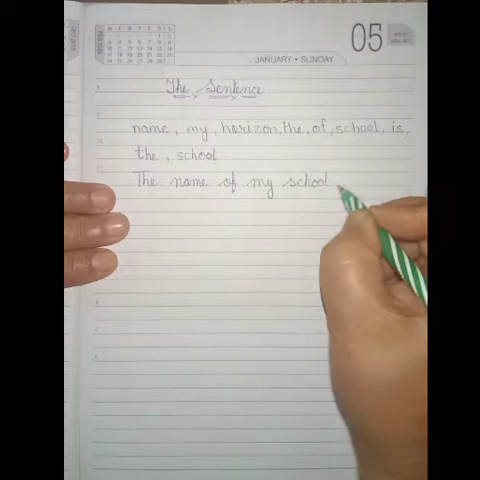 05
JANUARY • SUNDAY
The Sentence
name, my, horizon, the, of, school, is,
the, school
The name of my school